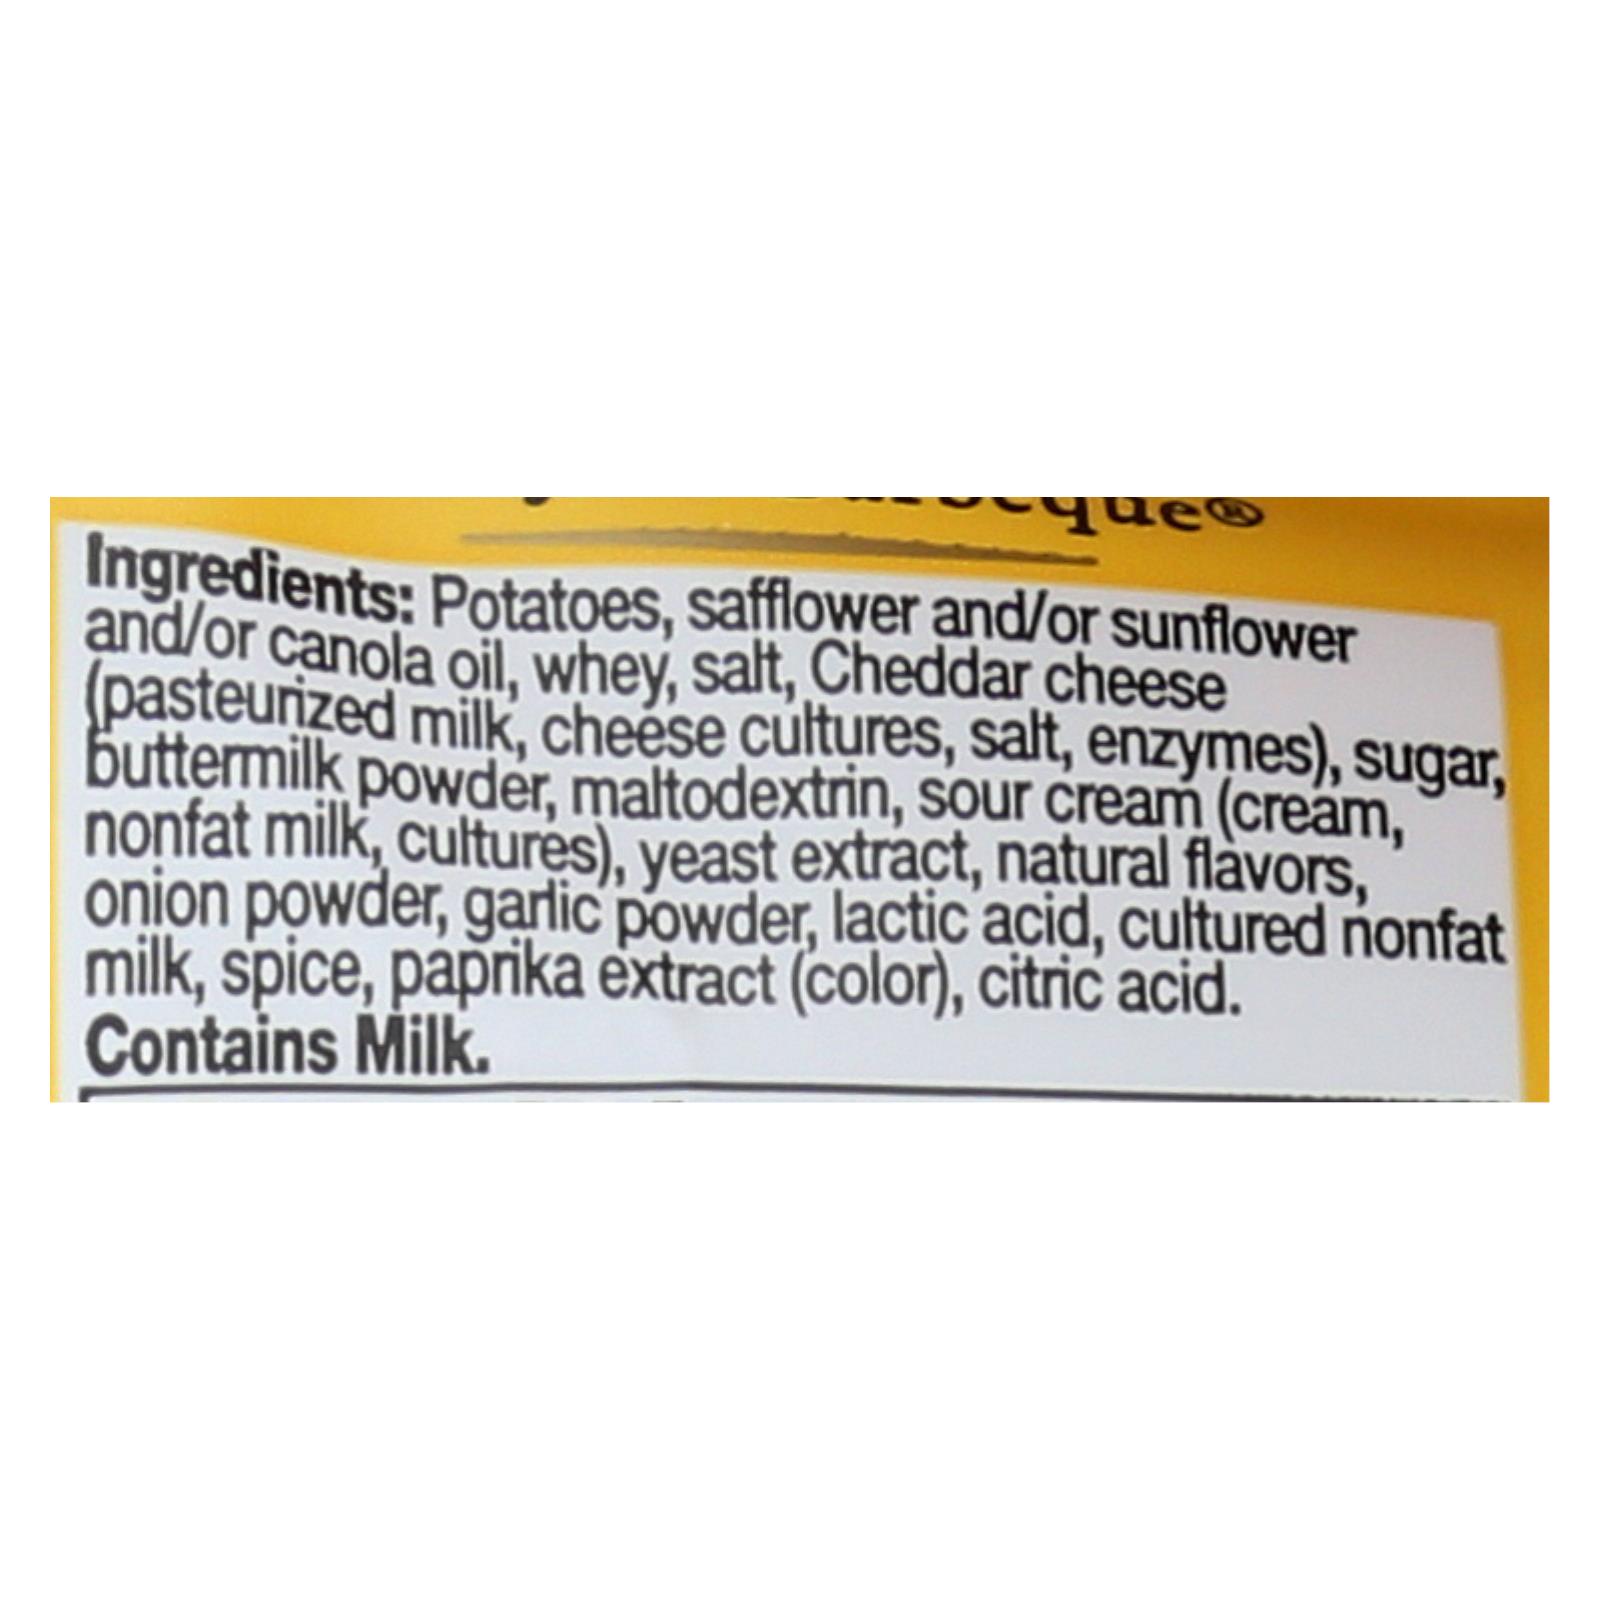 Ingredients: Potatoes, safflower and/or sunflower
and/or canola oil, whey, salt, Cheddar cheese
(pasteurized milk, cheese cultures, salt, enzymes), sugar,
buttermilk powder, maltodextrin, sour cream (cream,
nonfat milk, cultures), yeast extract, natural flavors,
onion powder, garlic powder, lactic acid, cultured nonfat
milk, spice, paprika extract (color), citric acid.
Contains Milk.